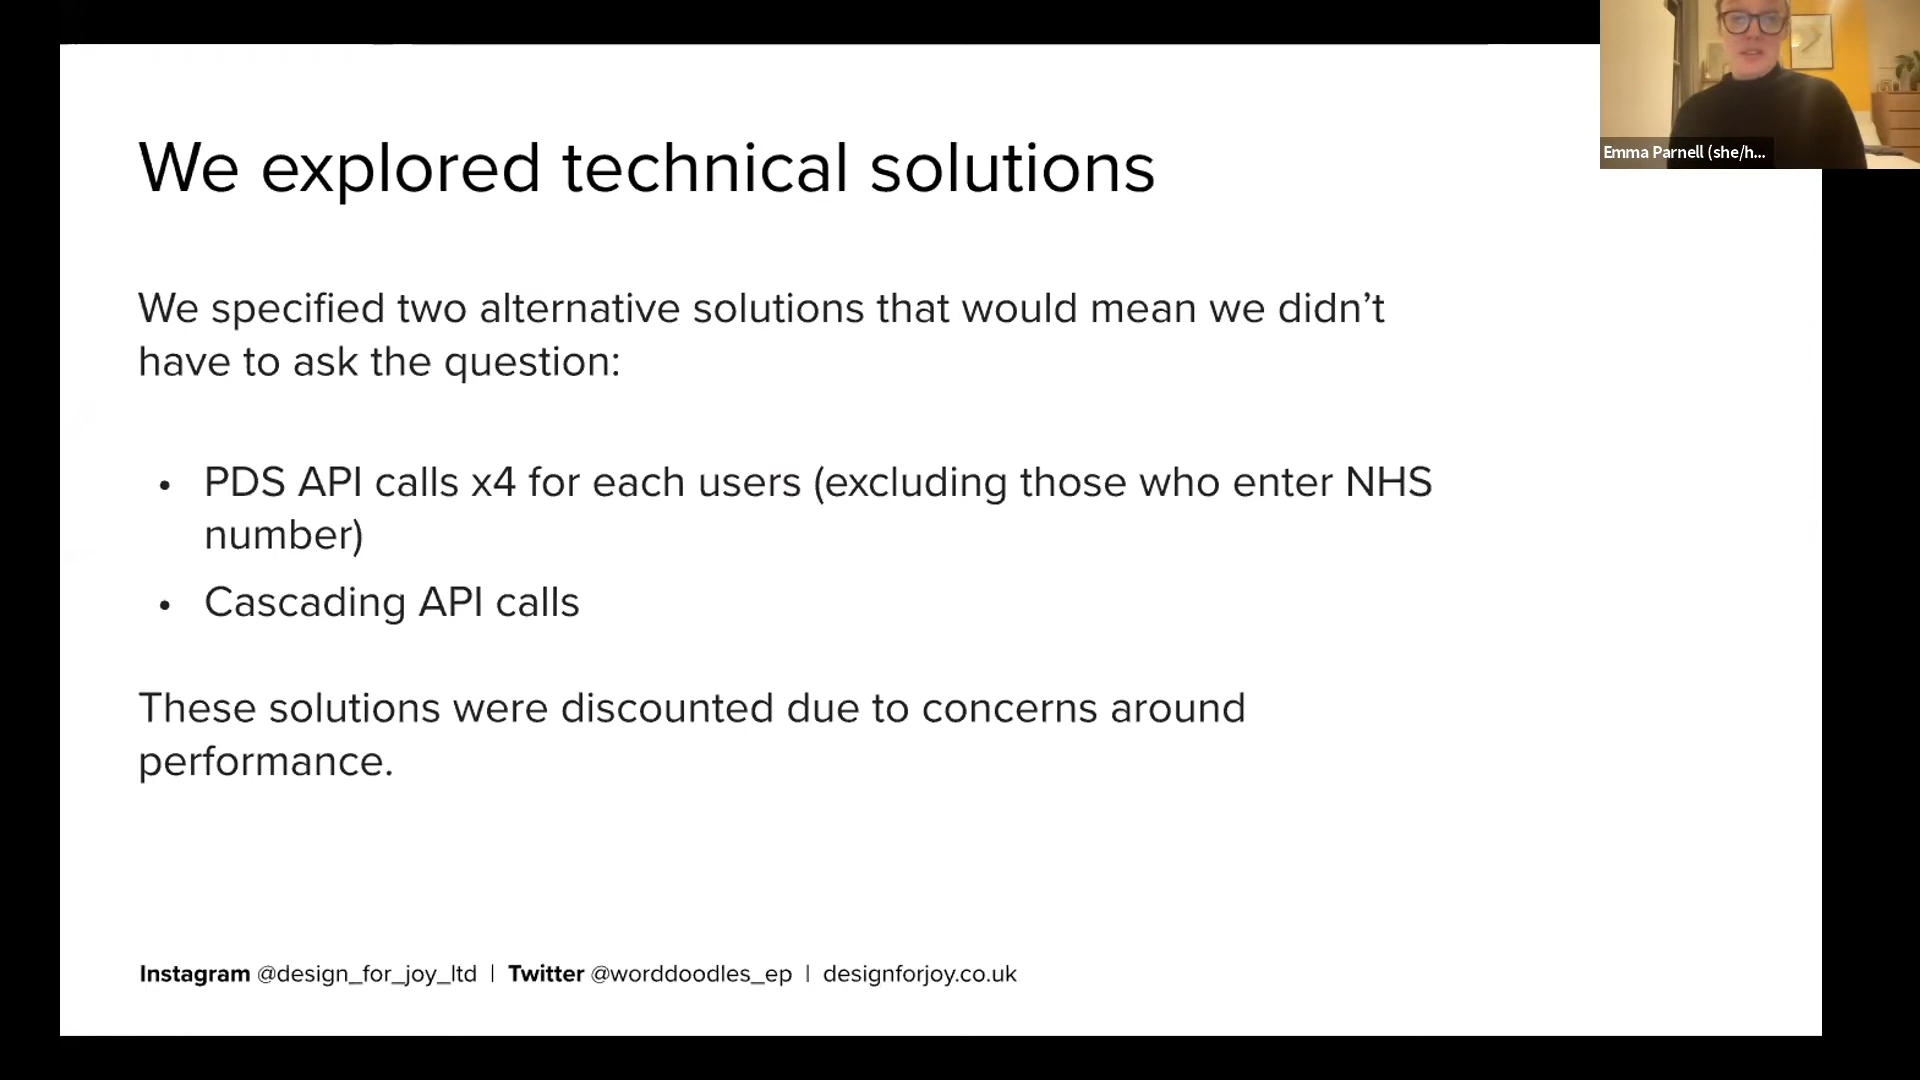 Emma Parnell (she/h...
We explored technical solutions
We specified two alternative solutions that would mean we didn’t
have to ask the question:
• PDS API calls x4 for each users (excluding those who enter NHS
number)
• Cascading API calls
These solutions were discounted due to concerns around
performance.
Instagram @design_for_joy_ltd | Twitter @worddoodles_ep | designforjoy.co.uk